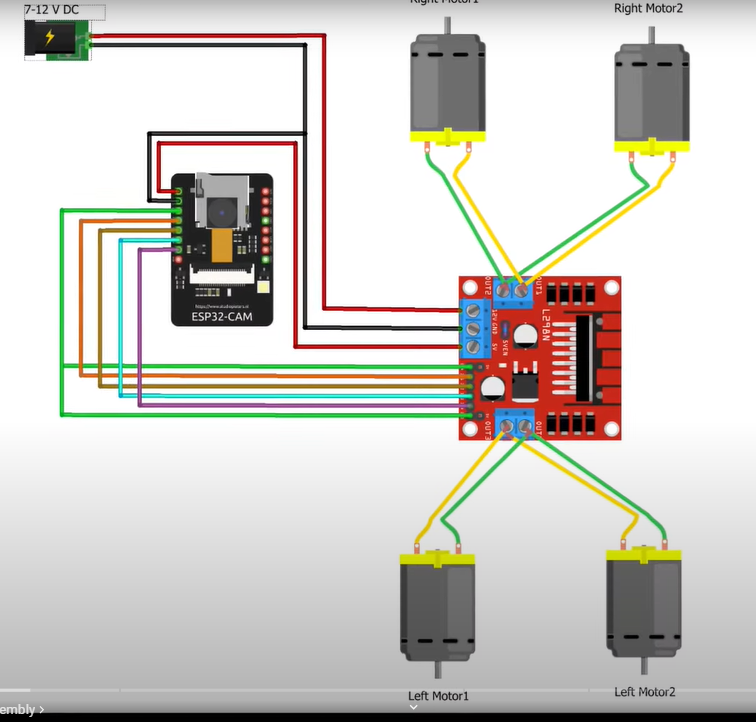 7-12 V DC
Right Motor1
Right Motor2
ESP32-CAM
OUT2
OUT1
12V
GND
5V
5VEN
L298N
OUT3
OUT
Left Motor1
Left Motor2
embly >